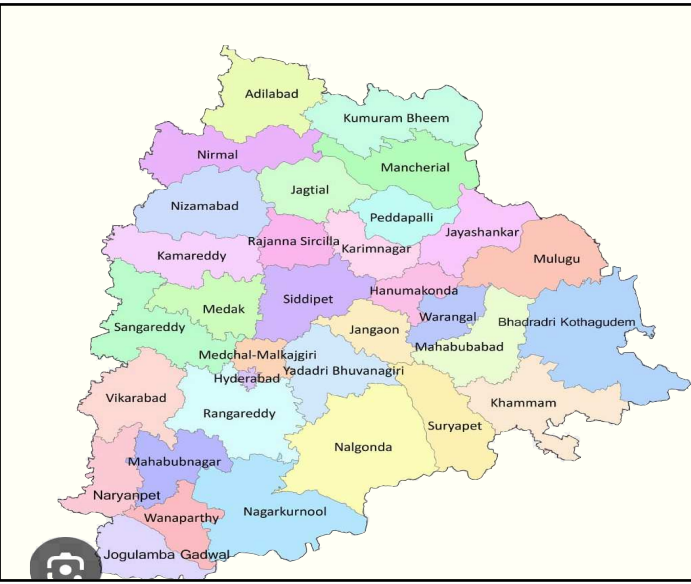 Adilabad
Kumuram Bheem
Nirmal
Mancherial
Jagtial
Nizamabad
Peddapalli
Jayashankar
Rajanna Sircilla
Karimnagar
Kamareddy
Mulugu
Hanumakonda
Siddipet
Medak
Warangal
Bhadradri Kothagudem
Sangareddy
Jangaon
Mahabubabad
Medchal-Malkajgiri
Yadadri Bhuvanagiri
Hyderabad
Vikarabad
Khammam
Rangareddy
Suryapet
Nalgonda
Mahabubnagar
Naryanpet
Nagarkurnool
Wanaparthy
Jogulamba Gadwal